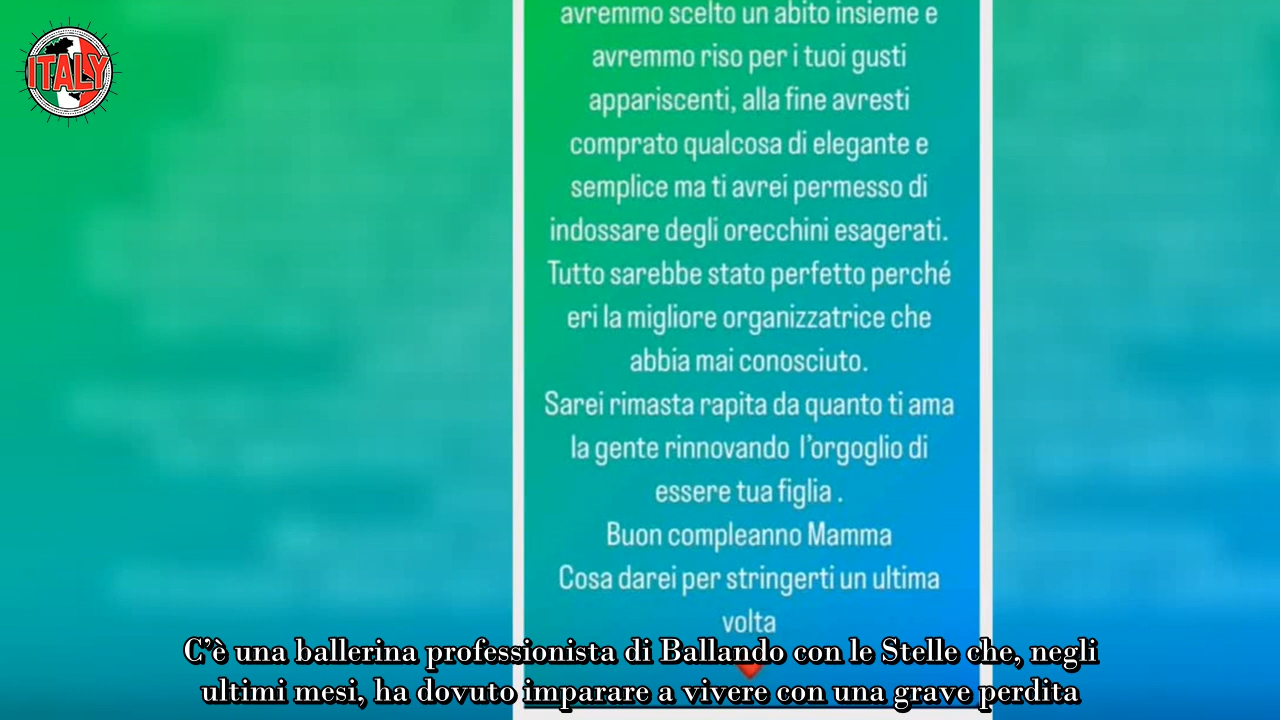 ITALY
avremmo scelto un abito insieme e
avremmo riso per i tuoi gusti
appariscenti, alla fine avresti
comprato qualcosa di elegante e
semplice ma ti avrei permesso di
indossare degli orecchini esagerati.
Tutto sarebbe stato perfetto perché
eri la migliore organizzatrice che
abbia mai conosciuto.
Sarei rimasta rapita da quanto ti ama
la gente rinnovando l'orgoglio di
essere tua figlia .
Buon compleanno Mamma
Cosa darei per stringerti un ultima
volta
C'è una ballerina professionista di Ballando con le Stelle che, negli
ultimi mesi, ha dovuto imparare a vivere con una grave perdita